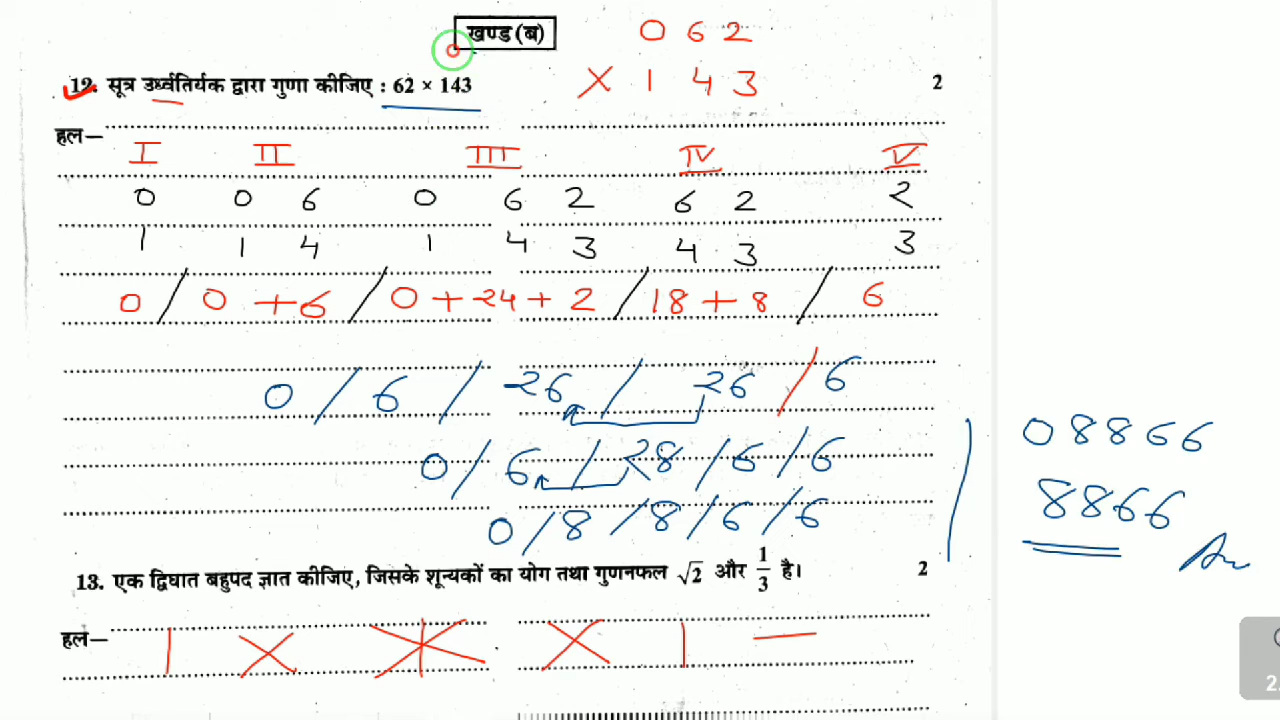 खण्ड (ब)
0 6 2
× 1 4 3
12. सूत्र उर्ध्वतिर्यक द्वारा गुणा कीजिए : 62 × 143 2
हल—
I II III IV V
0 0 6 0 6 2 6 2 2
1 1 4 1 4 3 4 3 3
0 / 0 + 6 / 0 + 24 + 2 / 18 + 8 / 6
0 / 6 / 26 / 26 / 6
0 / 6 / 28 / 6 / 6
0 / 8 / 8 / 6 / 6
08866
8866
13. एक द्विघात बहुपद ज्ञात कीजिए, जिसके शून्यकों का योग तथा गुणनफल √2 और 1/3 है। 2
हल—